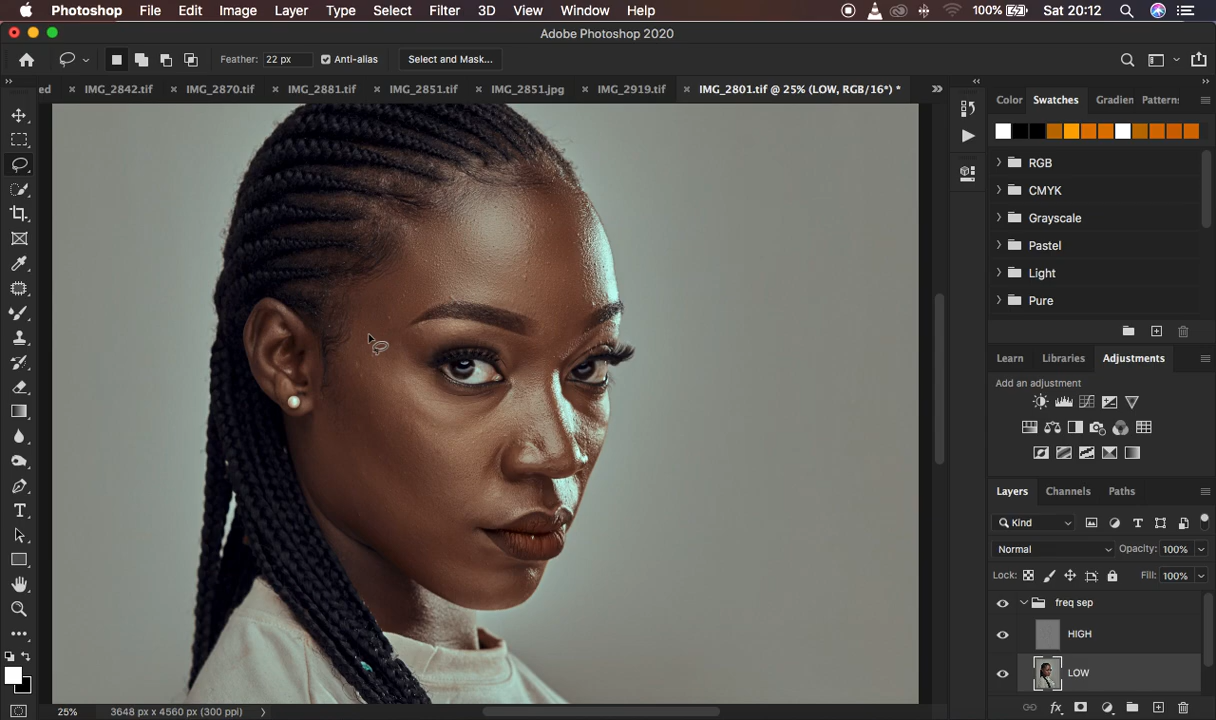 Photoshop File Edit Image Layer Type Select Filter 3D View Window Help 100% Sat 20:12
Adobe Photoshop 2020
Feather: 22 px Anti-alias Select and Mask...
ed × IMG_2842.tif × IMG_2870.tif × IMG_2881.tif × IMG_2851.tif × IMG_2851.jpg × IMG_2919.tif × IMG_2801.tif @ 25% (LOW, RGB/16*) *
Color Swatches Gradien Pattern:
RGB
CMYK
Grayscale
Pastel
Light
Pure
Learn Libraries Adjustments
Add an adjustment
Layers Channels Paths
Kind
Normal Opacity: 100%
Lock: Fill: 100%
freq sep
HIGH
LOW
25% 3648 px x 4560 px (300 ppi)